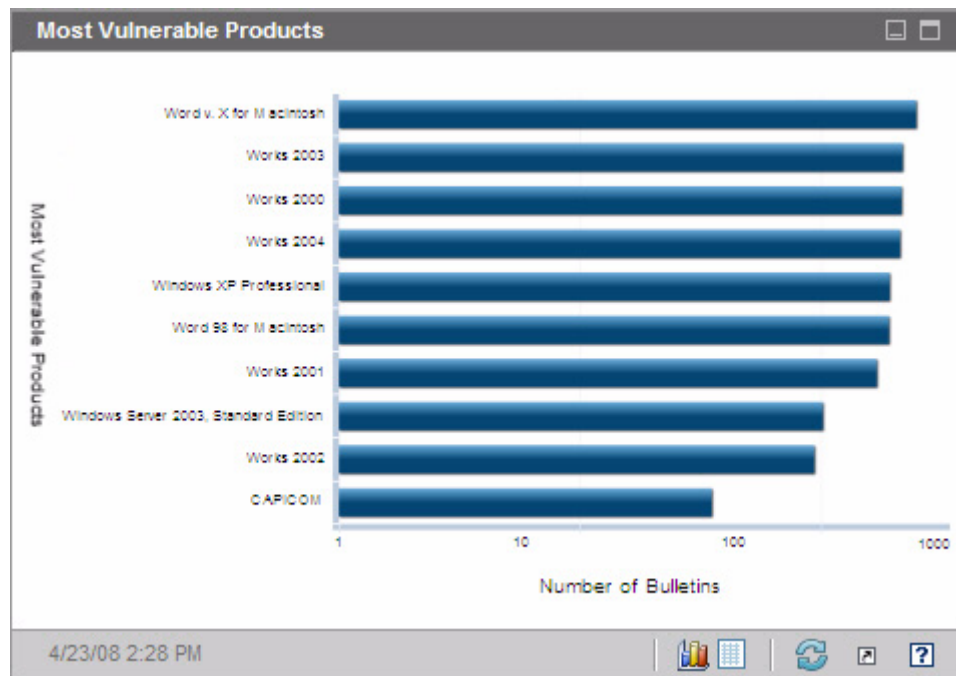 Most Vulnerable Products
Most Vulnerable Products
Word v. X for Macintosh
Works 2003
Works 2000
Works 2004
Windows XP Professional
Word 98 for Macintosh
Works 2001
Windows Server 2003, Standard Edition
Works 2002
CAPICOM
1 10 100 1000
Number of Bulletins
4/23/08 2:28 PM
?